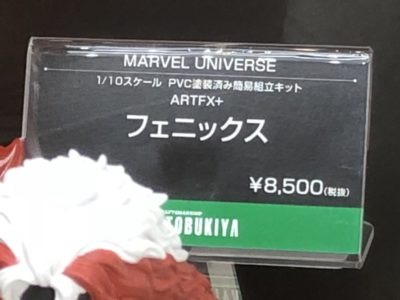 MARVEL UNIVERSE
1/10スケール PVC塗装済み簡易組立キット
ARTFX+
フェニックス
¥8,500(税抜)
TOBUKIYA